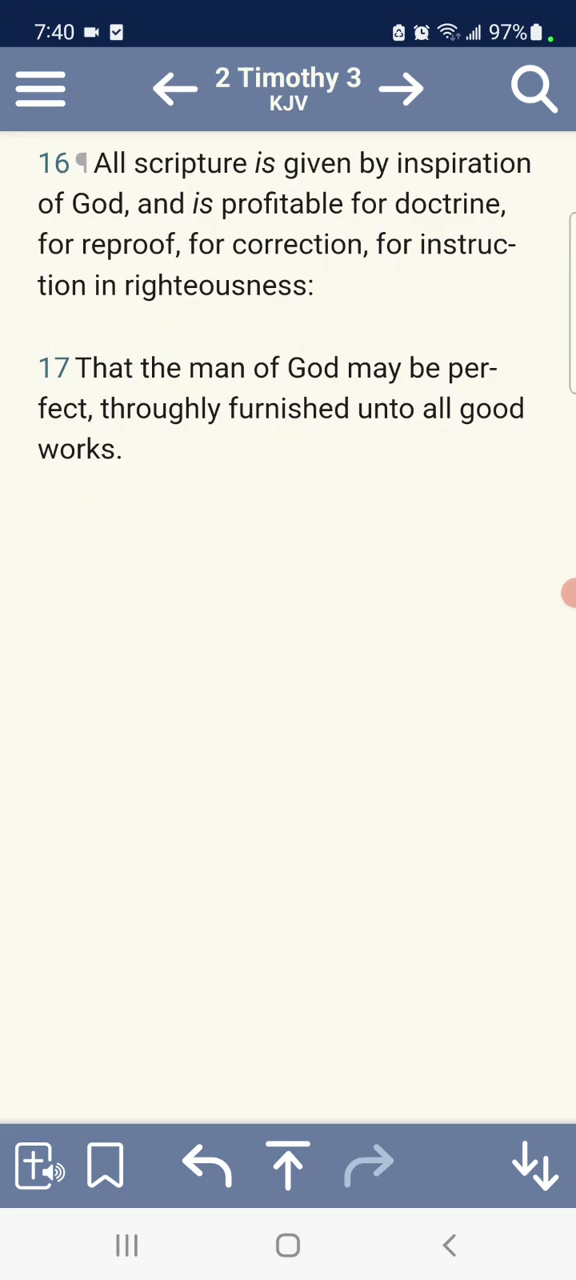 7:40 97%
2 Timothy 3
KJV
16 ¶ All scripture is given by inspiration
of God, and is profitable for doctrine,
for reproof, for correction, for instruc-
tion in righteousness:
17 That the man of God may be per-
fect, throughly furnished unto all good
works.